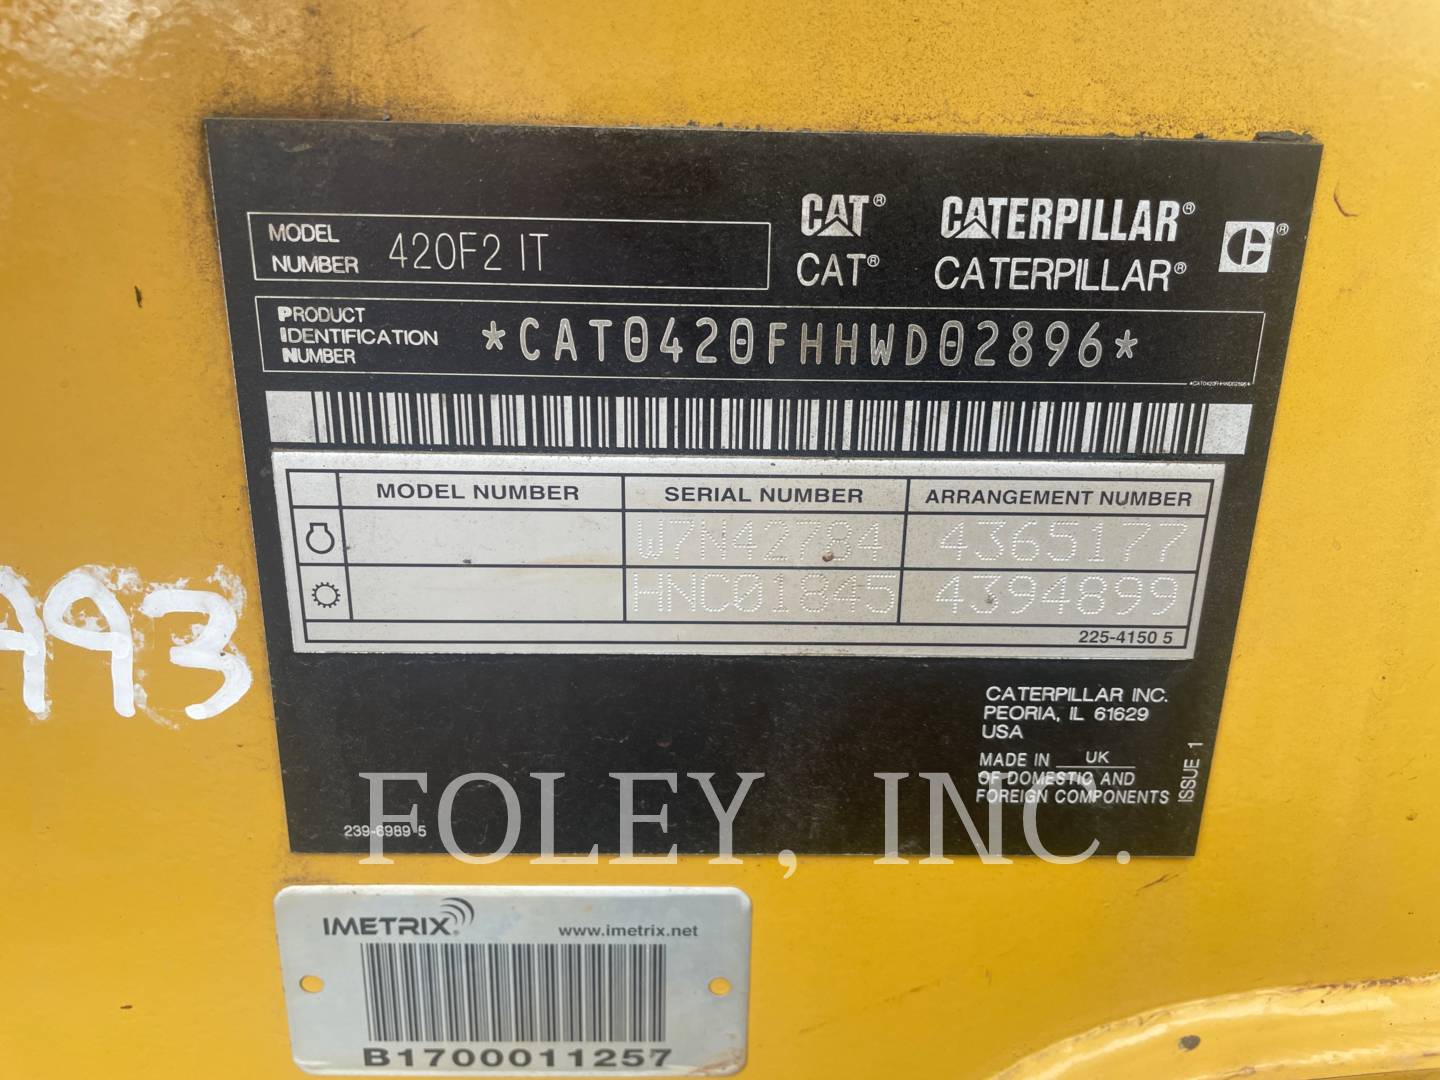 MODEL NUMBER 420F2 IT
CAT® CATERPILLAR®
CAT® CATERPILLAR®
PRODUCT IDENTIFICATION NUMBER *CAT0420FHHWD02896*
*CAT0420FHHWD02896*
MODEL NUMBER SERIAL NUMBER ARRANGEMENT NUMBER
W7N42784 4365177
HNC01845 4394899
225-4150 5
993
CATERPILLAR INC.
PEORIA, IL 61629
USA
MADE IN UK
OF DOMESTIC AND
FOREIGN COMPONENTS
ISSUE 1
239-6989 5
FOLEY, INC.
IMETRIX
www.imetrix.net
B1700011257